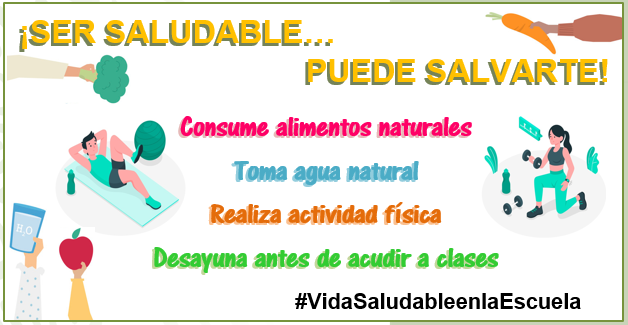 ¡SER SALUDABLE...
PUEDE SALVARTE!
Consume alimentos naturales
Toma agua natural
Realiza actividad física
Desayuna antes de acudir a clases
H₂O
#VidaSaludableenlaEscuela